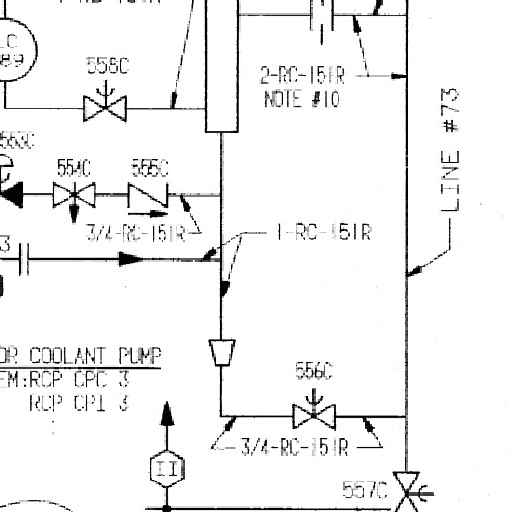 LC
89
558C
2-RC-151R
NOTE #10
LINE #73
553C
554C
555C
3/4-RC-151R
1-RC-151R
3
OR COOLANT PUMP
EM:RCP CPC 3
RCP CP1 3
556C
3/4-RC-151R
II
557C